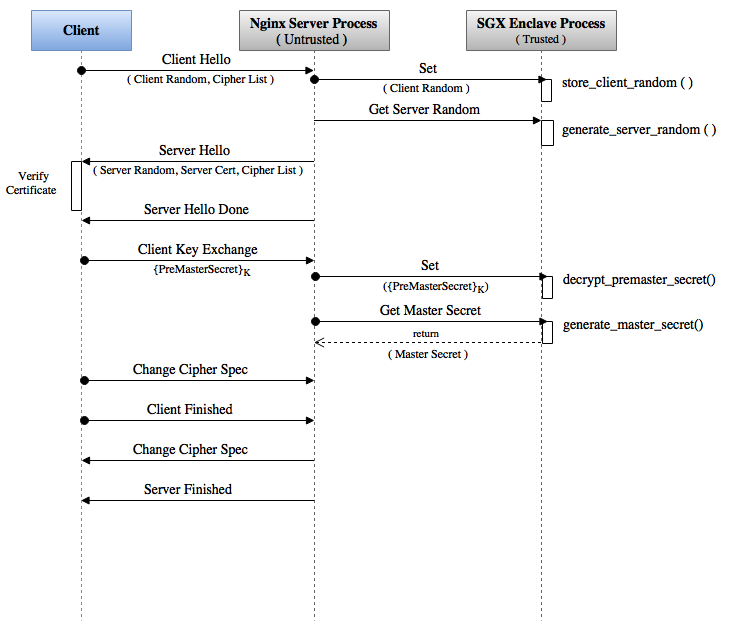 Client
Nginx Server Process
( Untrusted )
SGX Enclave Process
( Trusted )
Client Hello
( Client Random, Cipher List )
Set
( Client Random )
store_client_random ( )
Get Server Random
generate_server_random ( )
Server Hello
( Server Random, Server Cert, Cipher List )
Verify
Certificate
Server Hello Done
Client Key Exchange
{PreMasterSecret}K
Set
({PreMasterSecret}K)
decrypt_premaster_secret()
Get Master Secret
generate_master_secret()
return
( Master Secret )
Change Cipher Spec
Client Finished
Change Cipher Spec
Server Finished